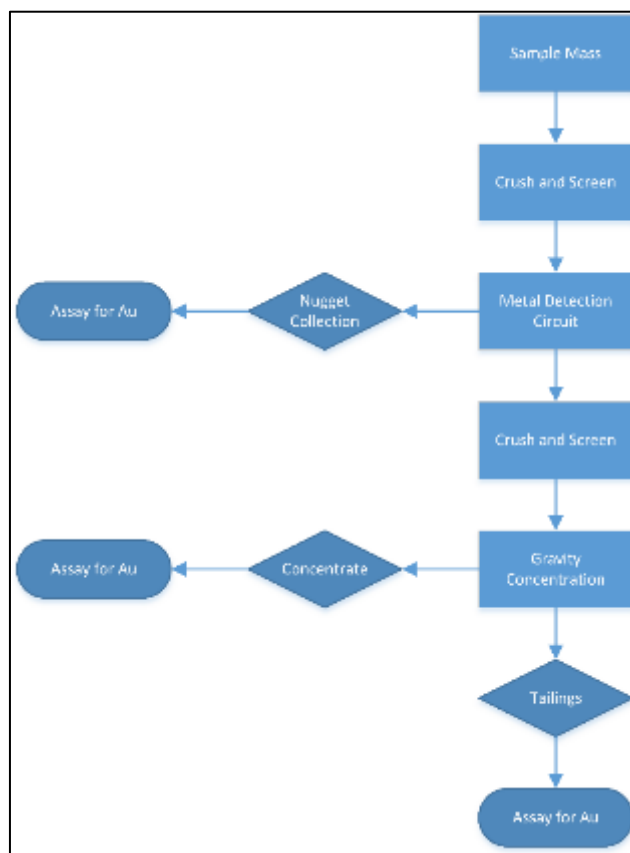 Sample Mass
Crush and Screen
Assay for Au
Nugget
Collection
Metal Detection
Circuit
Crush and Screen
Assay for Au
Concentrate
Gravity
Concentration
Tailings
Assay for Au